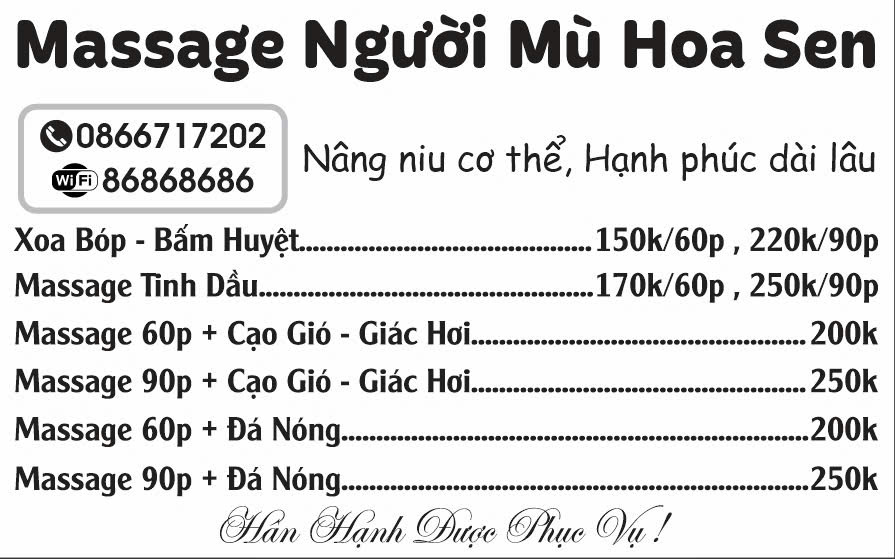 Massage Người Mù Hoa Sen
0866717202
WiFi 86868686
Nâng niu cơ thể, Hạnh phúc dài lâu
Xoa Bóp - Bấm Huyệt..........150k/60p , 220k/90p
Massage Tinh Dầu..........170k/60p , 250k/90p
Massage 60p + Cạo Gió - Giác Hơi..........200k
Massage 90p + Cạo Gió - Giác Hơi..........250k
Massage 60p + Đá Nóng..........200k
Massage 90p + Đá Nóng..........250k
Hân Hạnh Được Phục Vụ !